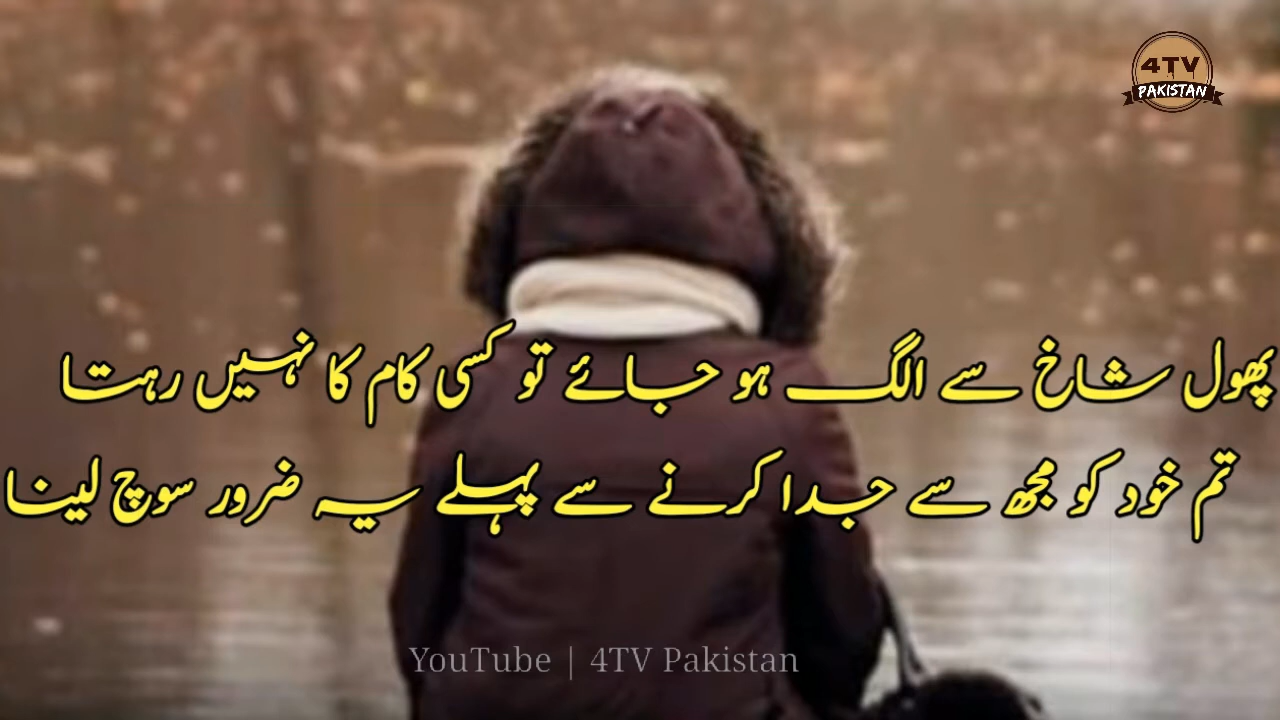 4TV
PAKISTAN
پھول شاخ سے الگ ہو جائے تو کسی کام کا نہیں رہتا
تم خود کو مجھ سے جدا کرنے سے پہلے یہ ضرور سوچ لینا
YouTube | 4TV Pakistan